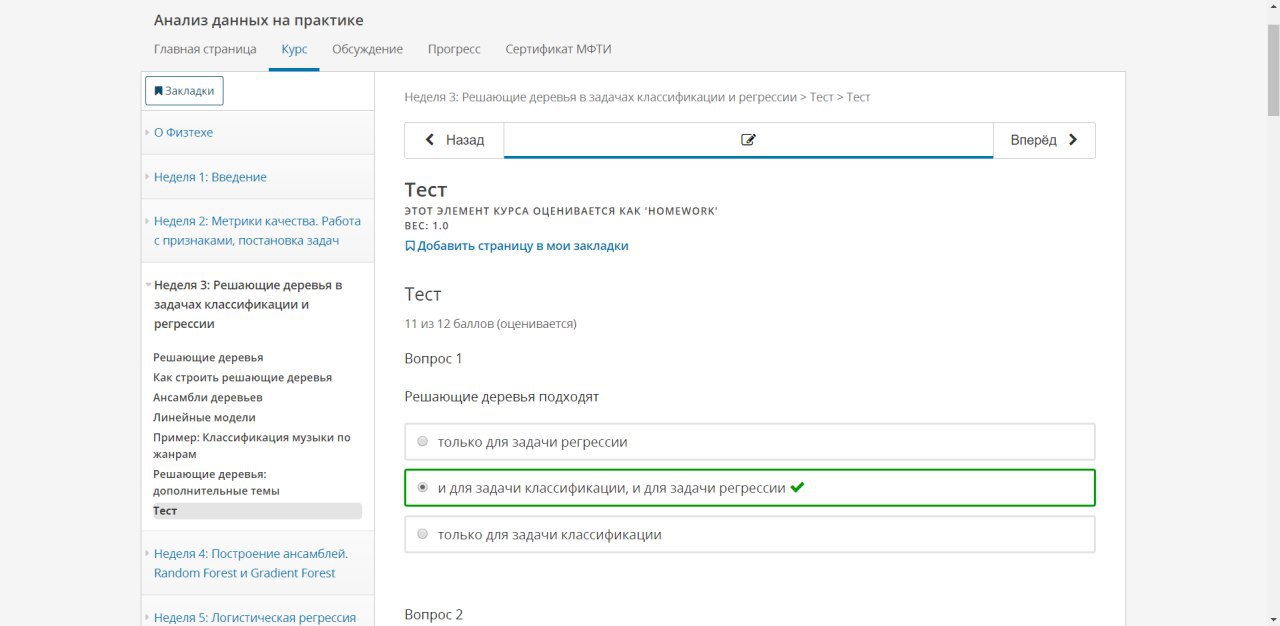 Анализ данных на практике
Главная страница Курс Обсуждение Прогресс Сертификат МФТИ
Закладки
О Физтехе
Неделя 1: Введение
Неделя 2: Метрики качества. Работа
с признаками, постановка задач
Неделя 3: Решающие деревья в
задачах классификации и
регрессии
Решающие деревья
Как строить решающие деревья
Ансамбли деревьев
Линейные модели
Пример: Классификация музыки по
жанрам
Решающие деревья:
дополнительные темы
Тест
Неделя 4: Построение ансамблей.
Random Forest и Gradient Forest
Неделя 5: Логистическая регрессия
Неделя 3: Решающие деревья в задачах классификации и регрессии > Тест > Тест
Назад
Вперёд
Тест
ЭТОТ ЭЛЕМЕНТ КУРСА ОЦЕНИВАЕТСЯ КАК 'HOMEWORK'
ВЕС: 1.0
Добавить страницу в мои закладки
Тест
11 из 12 баллов (оценивается)
Вопрос 1
Решающие деревья подходят
только для задачи регрессии
и для задачи классификации, и для задачи регрессии
только для задачи классификации
Вопрос 2